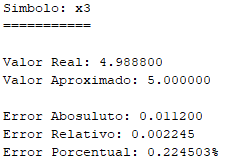 Simbolo: x3
===========
Valor Real: 4.988800
Valor Aproximado: 5.000000
Error Abosuluto: 0.011200
Error Relativo: 0.002245
Error Porcentual: 0.224503%